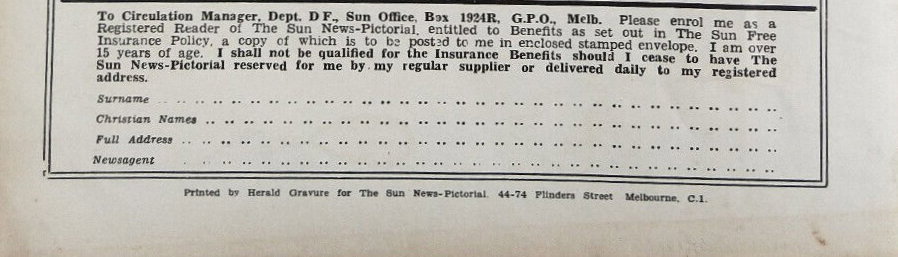 To Circulation Manager, Dept. D F., Sun Office, Box 1924R, G.P.O., Melb. Please enrol me as a
Registered Reader of The Sun News-Pictorial, entitled to Benefits as set out in The Sun Free
Insurance Policy, a copy of which is to be posted to me in enclosed stamped envelope. I am over
15 years of age. I shall not be qualified for the Insurance Benefits should I cease to have The
Sun News-Pictorial reserved for me by my regular supplier or delivered daily to my registered
address.
Surname
Christian Names
Full Address
Newsagent
Printed by Herald Gravure for The Sun News-Pictorial. 44-74 Flinders Street Melbourne, C.1.